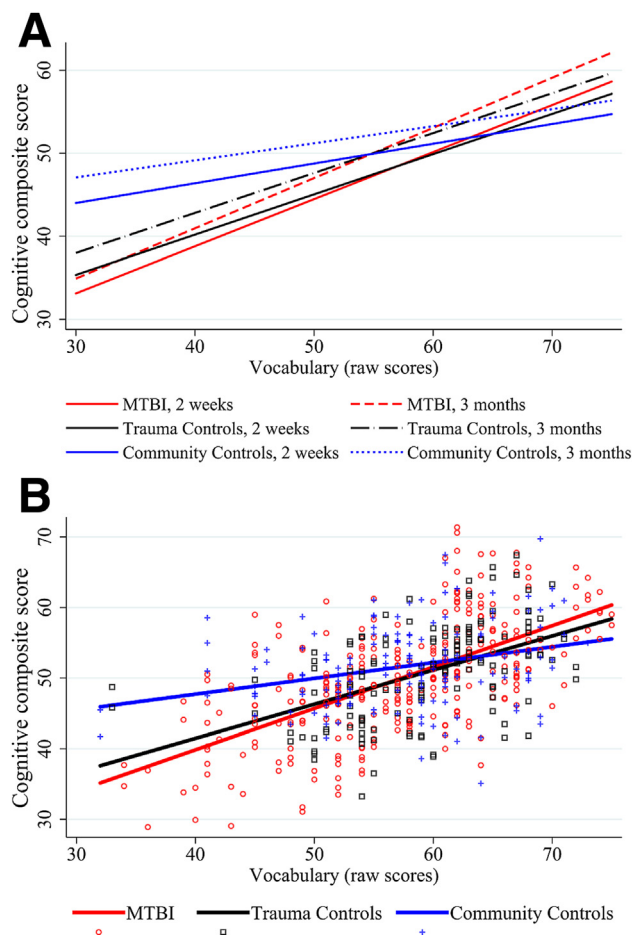 A
Cognitive composite score
60
50
40
30
30 40 50 60 70
Vocabulary (raw scores)
MTBI, 2 weeks MTBI, 3 months
Trauma Controls, 2 weeks Trauma Controls, 3 months
Community Controls, 2 weeks Community Controls, 3 months
B
Cognitive composite score
70
60
50
40
30
30 40 50 60 70
Vocabulary (raw scores)
MTBI Trauma Controls Community Controls